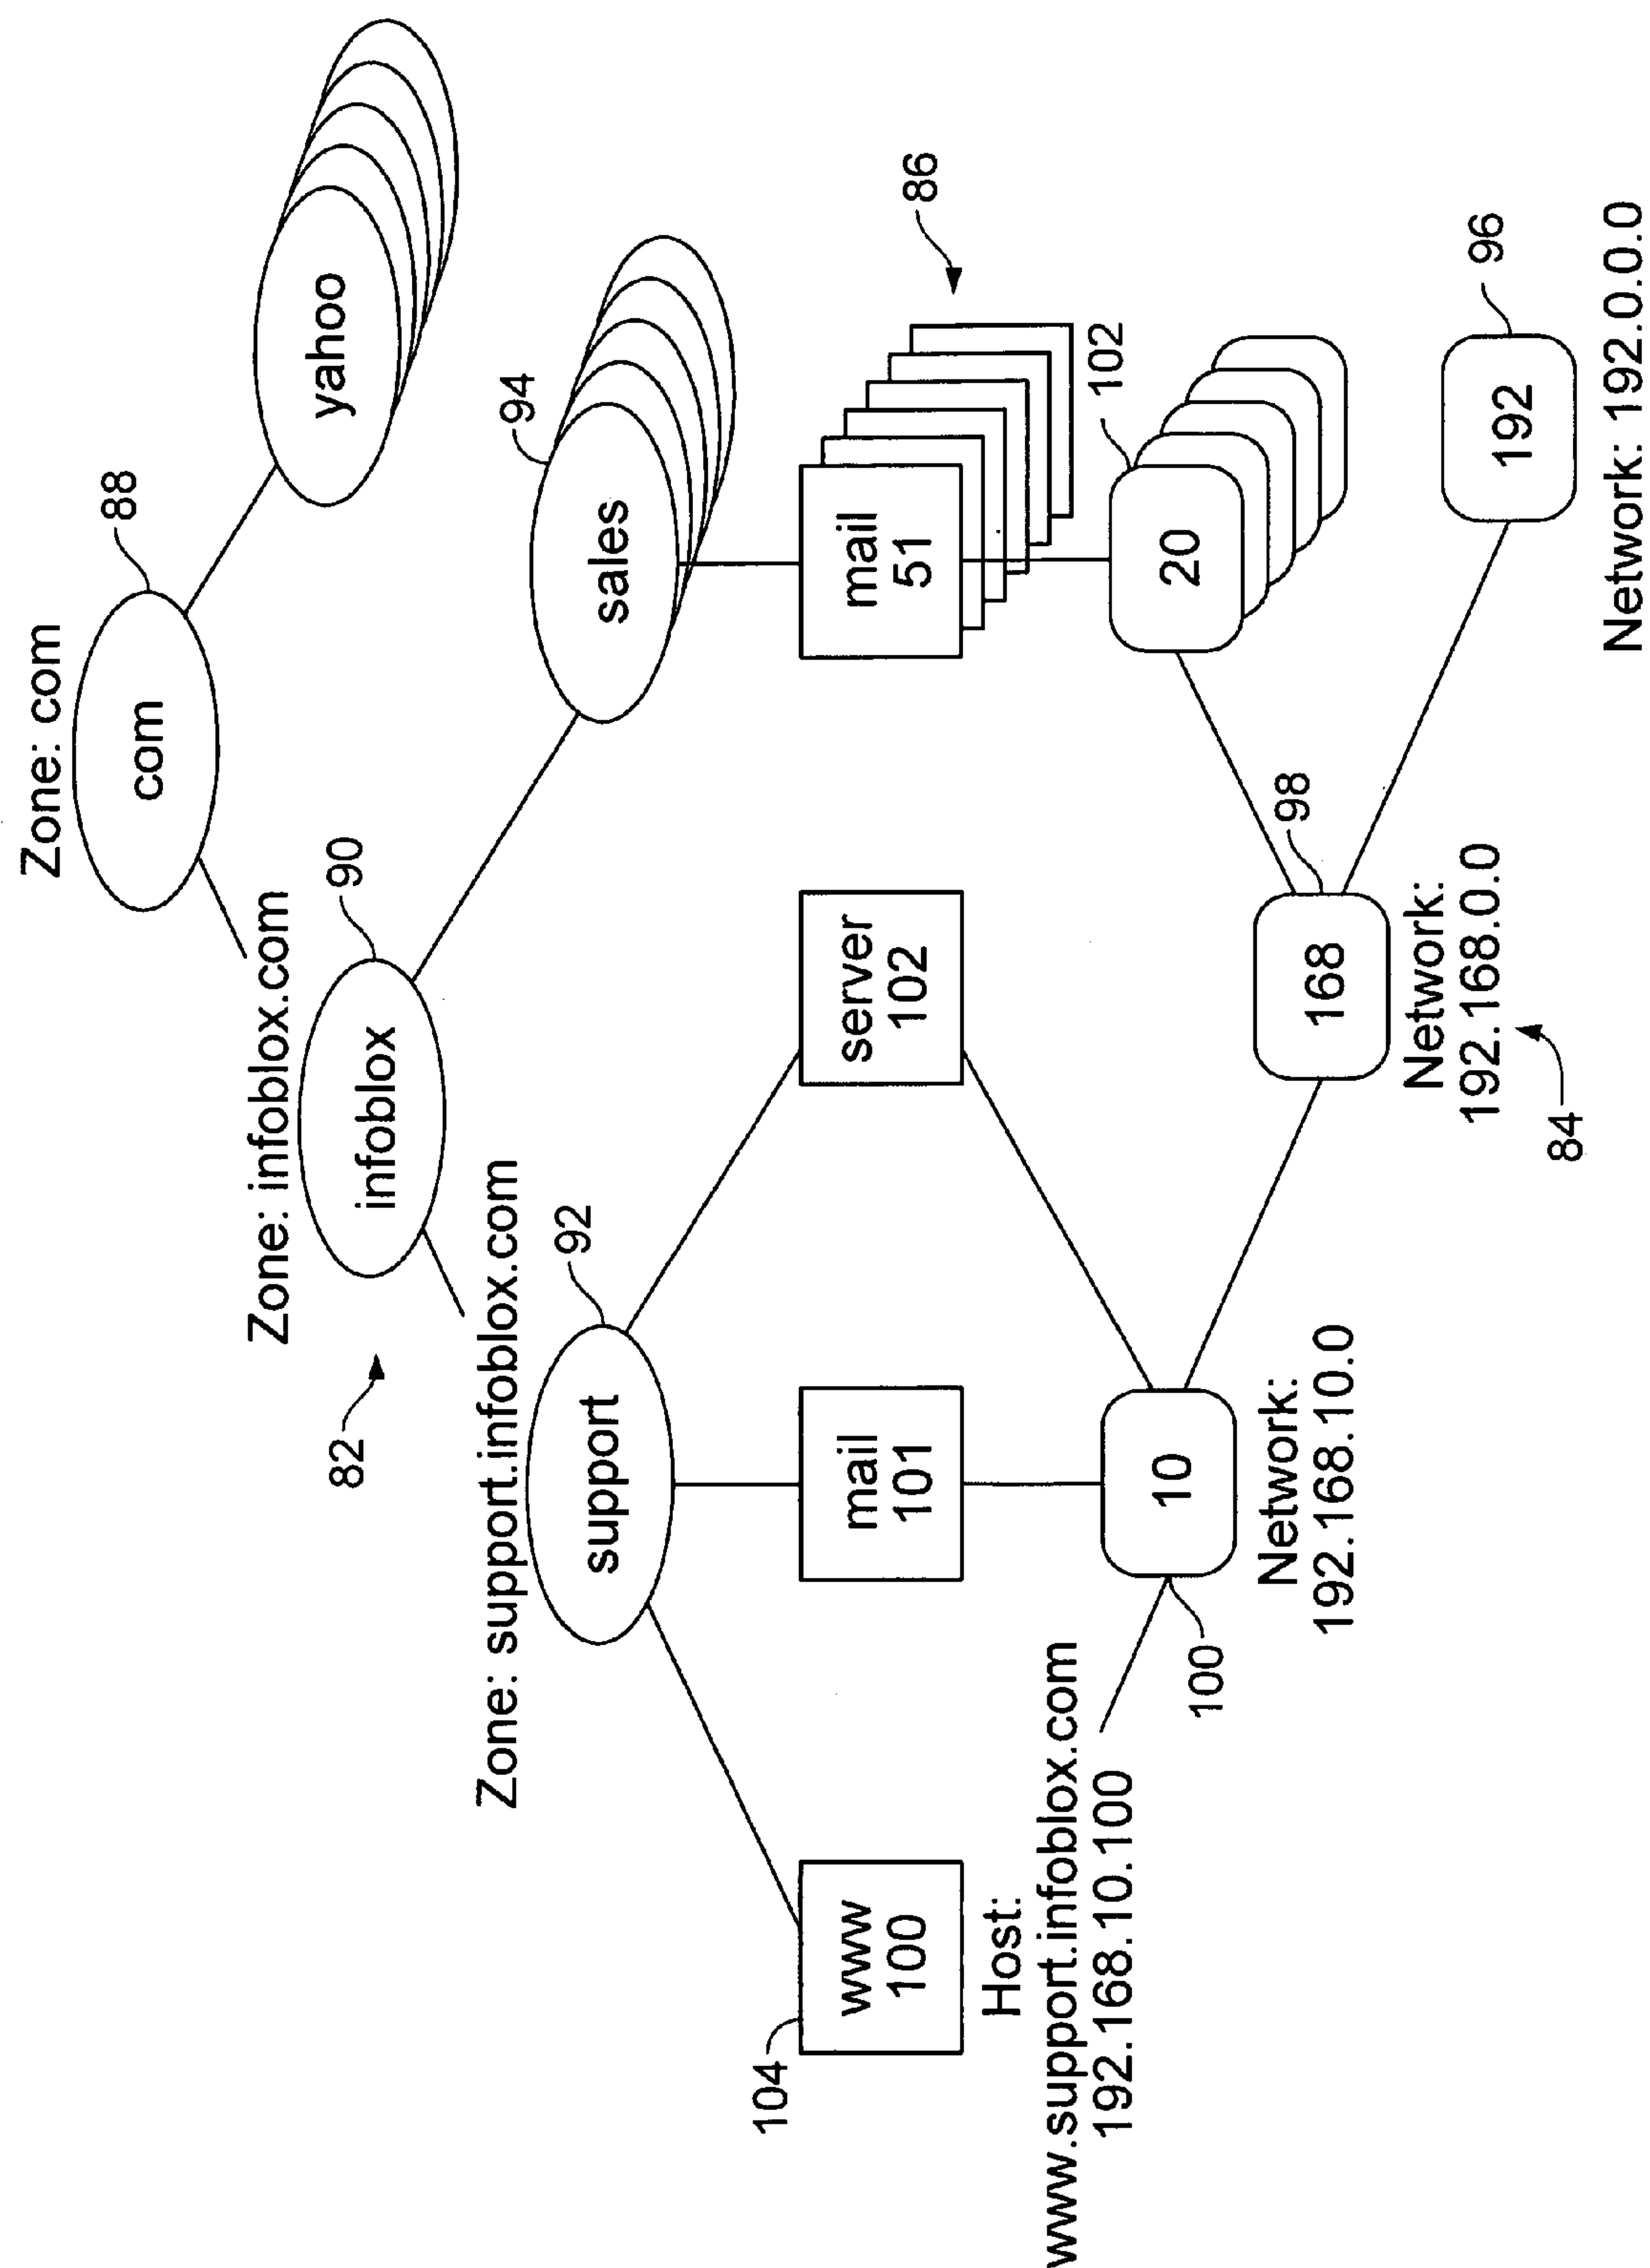 Zone: com
88
com
Zone: infoblox.com
90
infoblox
yahoo
82
Zone: support.infoblox.com
92
support
94
sales
86
104
www
100
mail
101
server
102
mail
51
Host:
www.support.infoblox.com
192.168.10.100
102
10
20
100
Network:
192.168.10.0
98
168
96
192
Network:
192.168.0.0
84
Network: 192.0.0.0